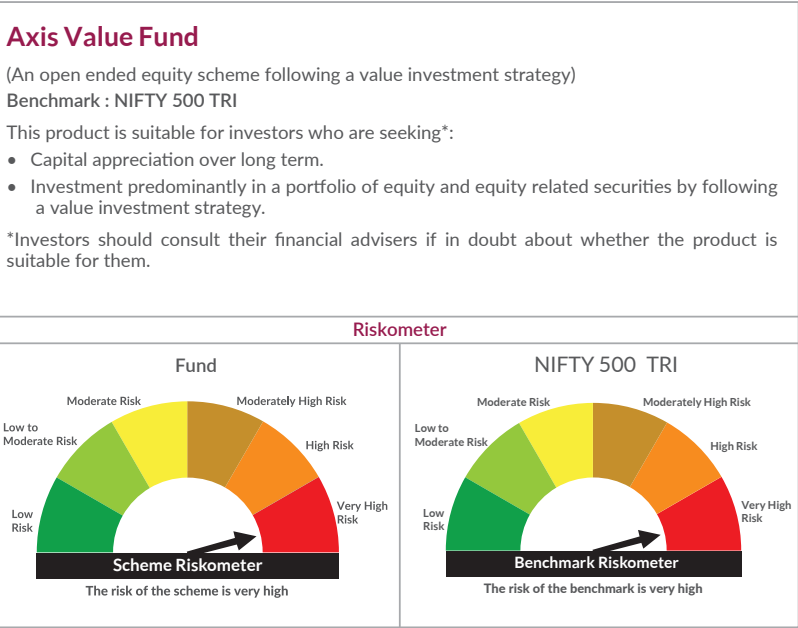 Axis Value Fund
(An open ended equity scheme following a value investment strategy)
Benchmark : NIFTY 500 TRI
This product is suitable for investors who are seeking*:
• Capital appreciation over long term.
• Investment predominantly in a portfolio of equity and equity related securities by following
a value investment strategy.
*Investors should consult their financial advisers if in doubt about whether the product is
suitable for them.
Riskometer
Fund
Low
Risk
Low to
Moderate Risk
Moderate Risk
Moderately High Risk
High Risk
Very High
Risk
Scheme Riskometer
The risk of the scheme is very high
NIFTY 500 TRI
Low
Risk
Low to
Moderate Risk
Moderate Risk
Moderately High Risk
High Risk
Very High
Risk
Benchmark Riskometer
The risk of the benchmark is very high